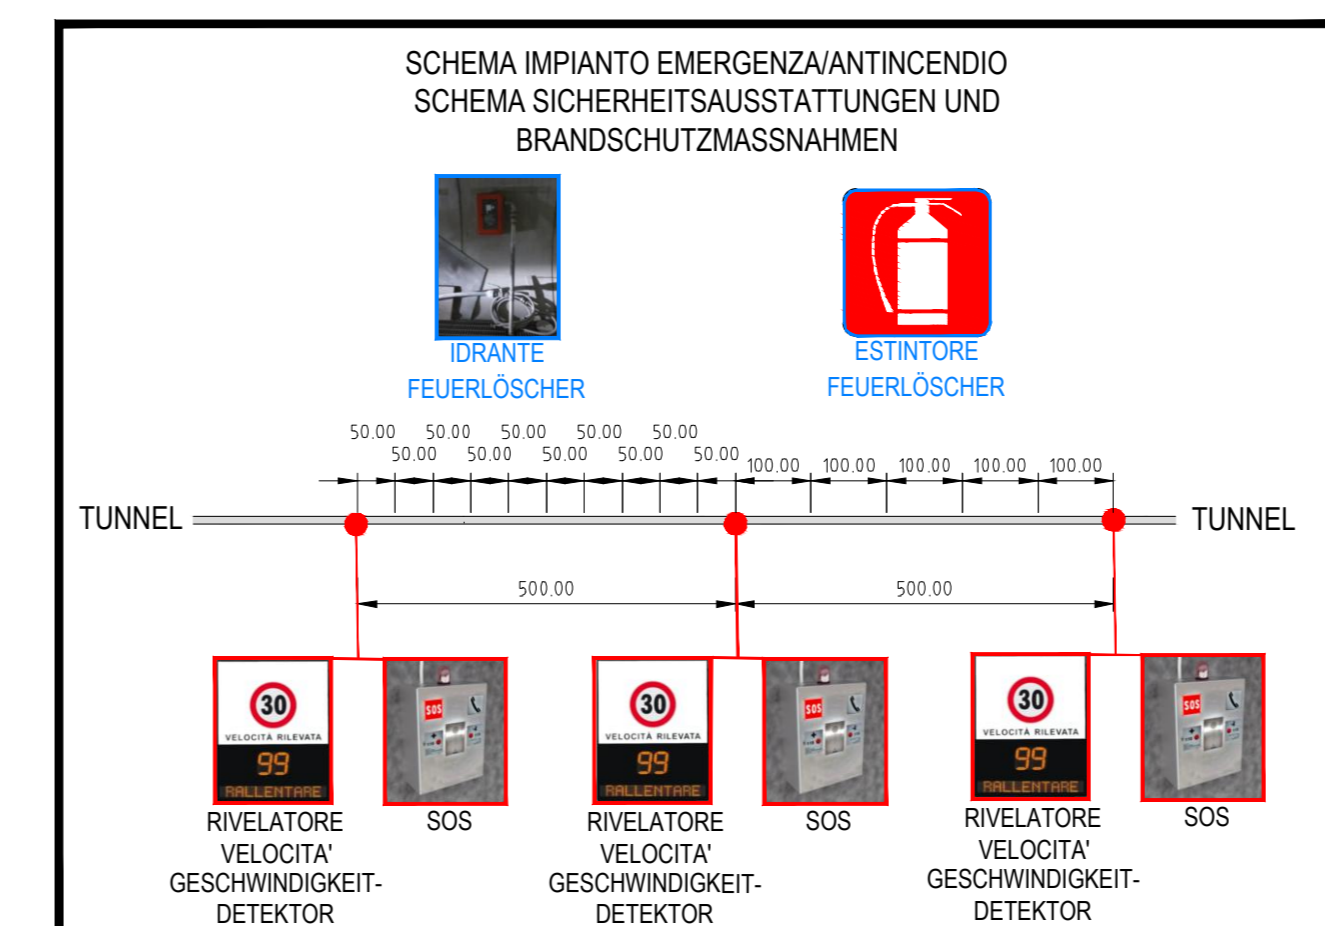 SCHEMA IMPIANTO EMERGENZA/ANTINCENDIO
SCHEMA SICHERHEITSAUSSTATTUNGEN UND
BRANDSCHUTZMASSNAHMEN
IDRANTE
FEUERLÖSCHER
ESTINTORE
FEUERLÖSCHER
50.00 50.00 50.00 50.00 50.00
50.00 50.00 50.00 50.00 50.00
100.00 100.00 100.00 100.00 100.00
TUNNEL
TUNNEL
500.00
500.00
30
VELOCITÀ RILEVATA
99
RALLENTARE
SOS
RIVELATORE
VELOCITA'
GESCHWINDIGKEIT-
DETEKTOR
SOS
30
VELOCITÀ RILEVATA
99
RALLENTARE
SOS
RIVELATORE
VELOCITA'
GESCHWINDIGKEIT-
DETEKTOR
SOS
30
VELOCITÀ RILEVATA
99
RALLENTARE
SOS
RIVELATORE
VELOCITA'
GESCHWINDIGKEIT-
DETEKTOR
SOS